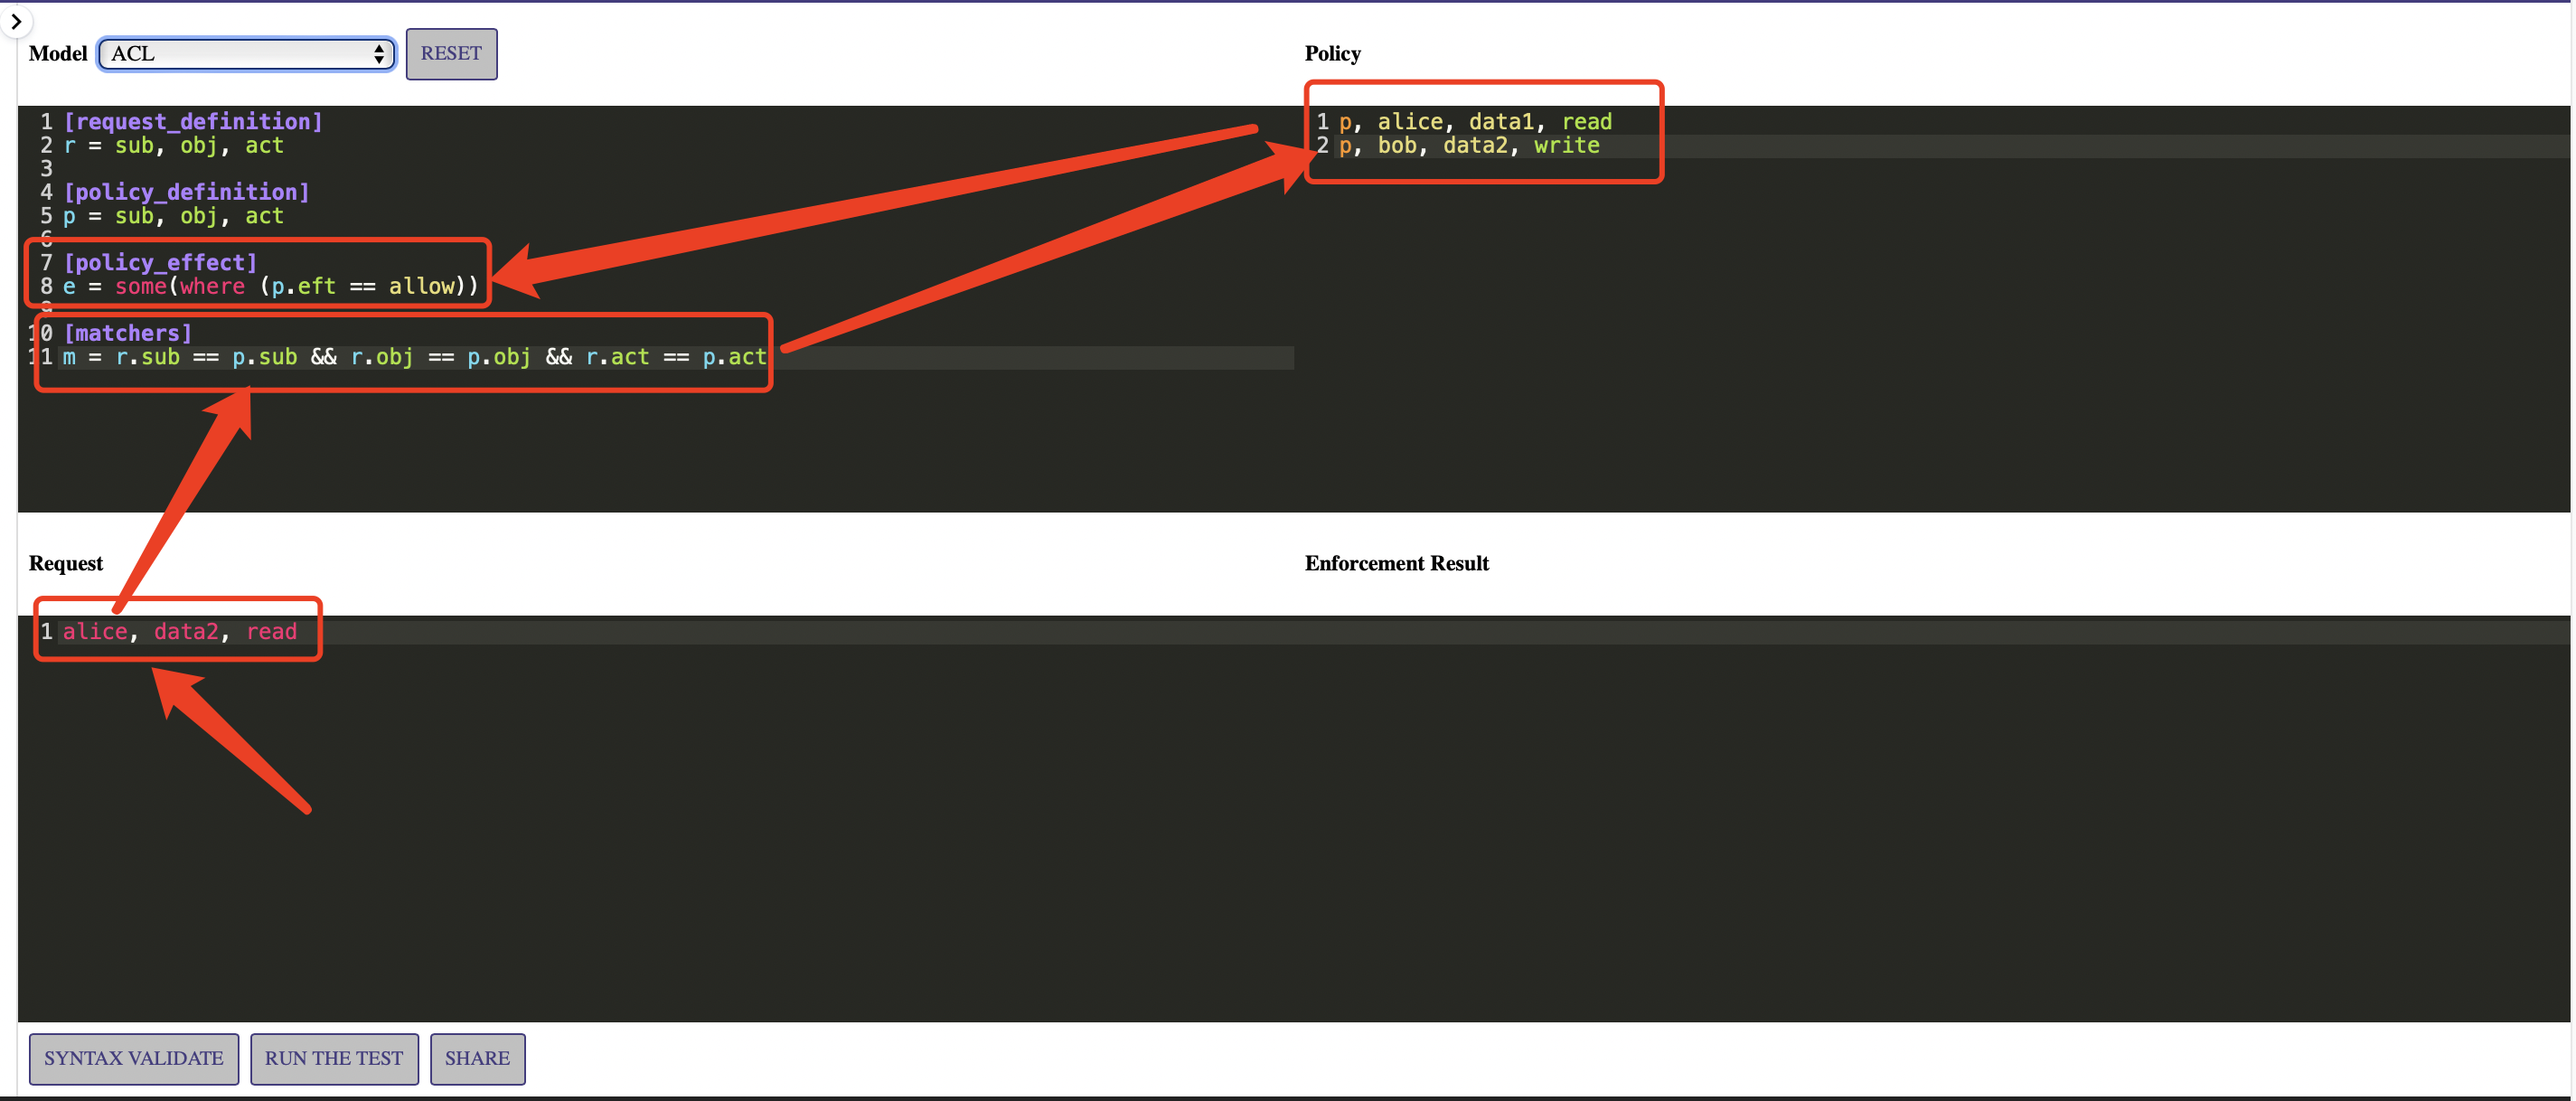 Model ACL RESET
1 [request_definition]
2 r = sub, obj, act
3
4 [policy_definition]
5 p = sub, obj, act
6
7 [policy_effect]
8 e = some(where (p.eft == allow))
9
10 [matchers]
11 m = r.sub == p.sub && r.obj == p.obj && r.act == p.act
Policy
1 p, alice, data1, read
2 p, bob, data2, write
Request
1 alice, data2, read
Enforcement Result
SYNTAX VALIDATE RUN THE TEST SHARE